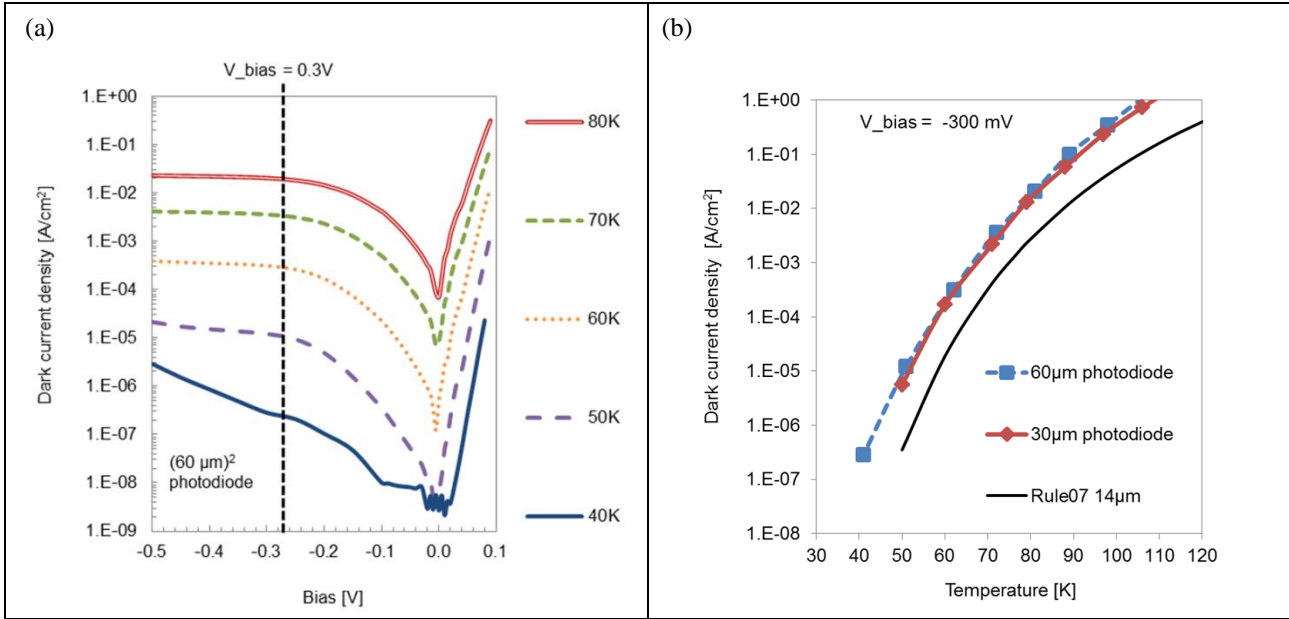 (a)
V_bias = 0.3V
1.E+00
1.E-01
1.E-02
1.E-03
1.E-04
1.E-05
1.E-06
1.E-07
1.E-08
1.E-09
Dark current density [A/cm²]
-0.5 -0.4 -0.3 -0.2 -0.1 0.0 0.1
Bias [V]
(60 µm)²
photodiode
80K
70K
60K
50K
40K
(b)
V_bias = -300 mV
1.E+00
1.E-01
1.E-02
1.E-03
1.E-04
1.E-05
1.E-06
1.E-07
1.E-08
Dark current density [A/cm²]
60µm photodiode
30µm photodiode
Rule07 14µm
30 40 50 60 70 80 90 100 110 120
Temperature [K]